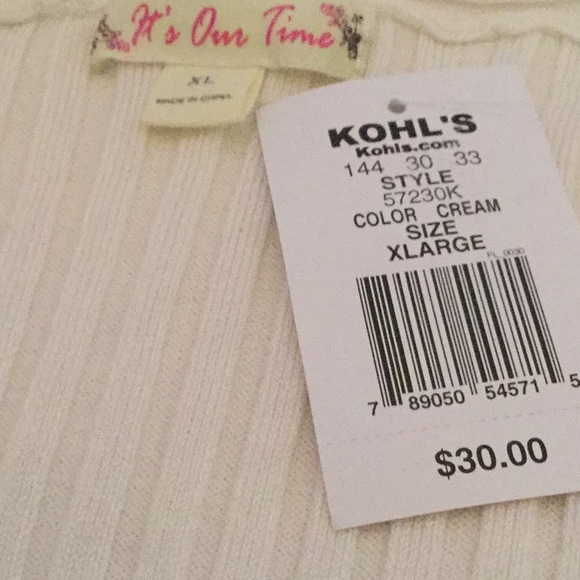 It's Our Time
XL
MADE IN CHINA
KOHL'S
Kohls.com
144 30 33
STYLE
57230K
COLOR CREAM
SIZE
XLARGE
FL_0030
7 89050 54571 5
$30.00